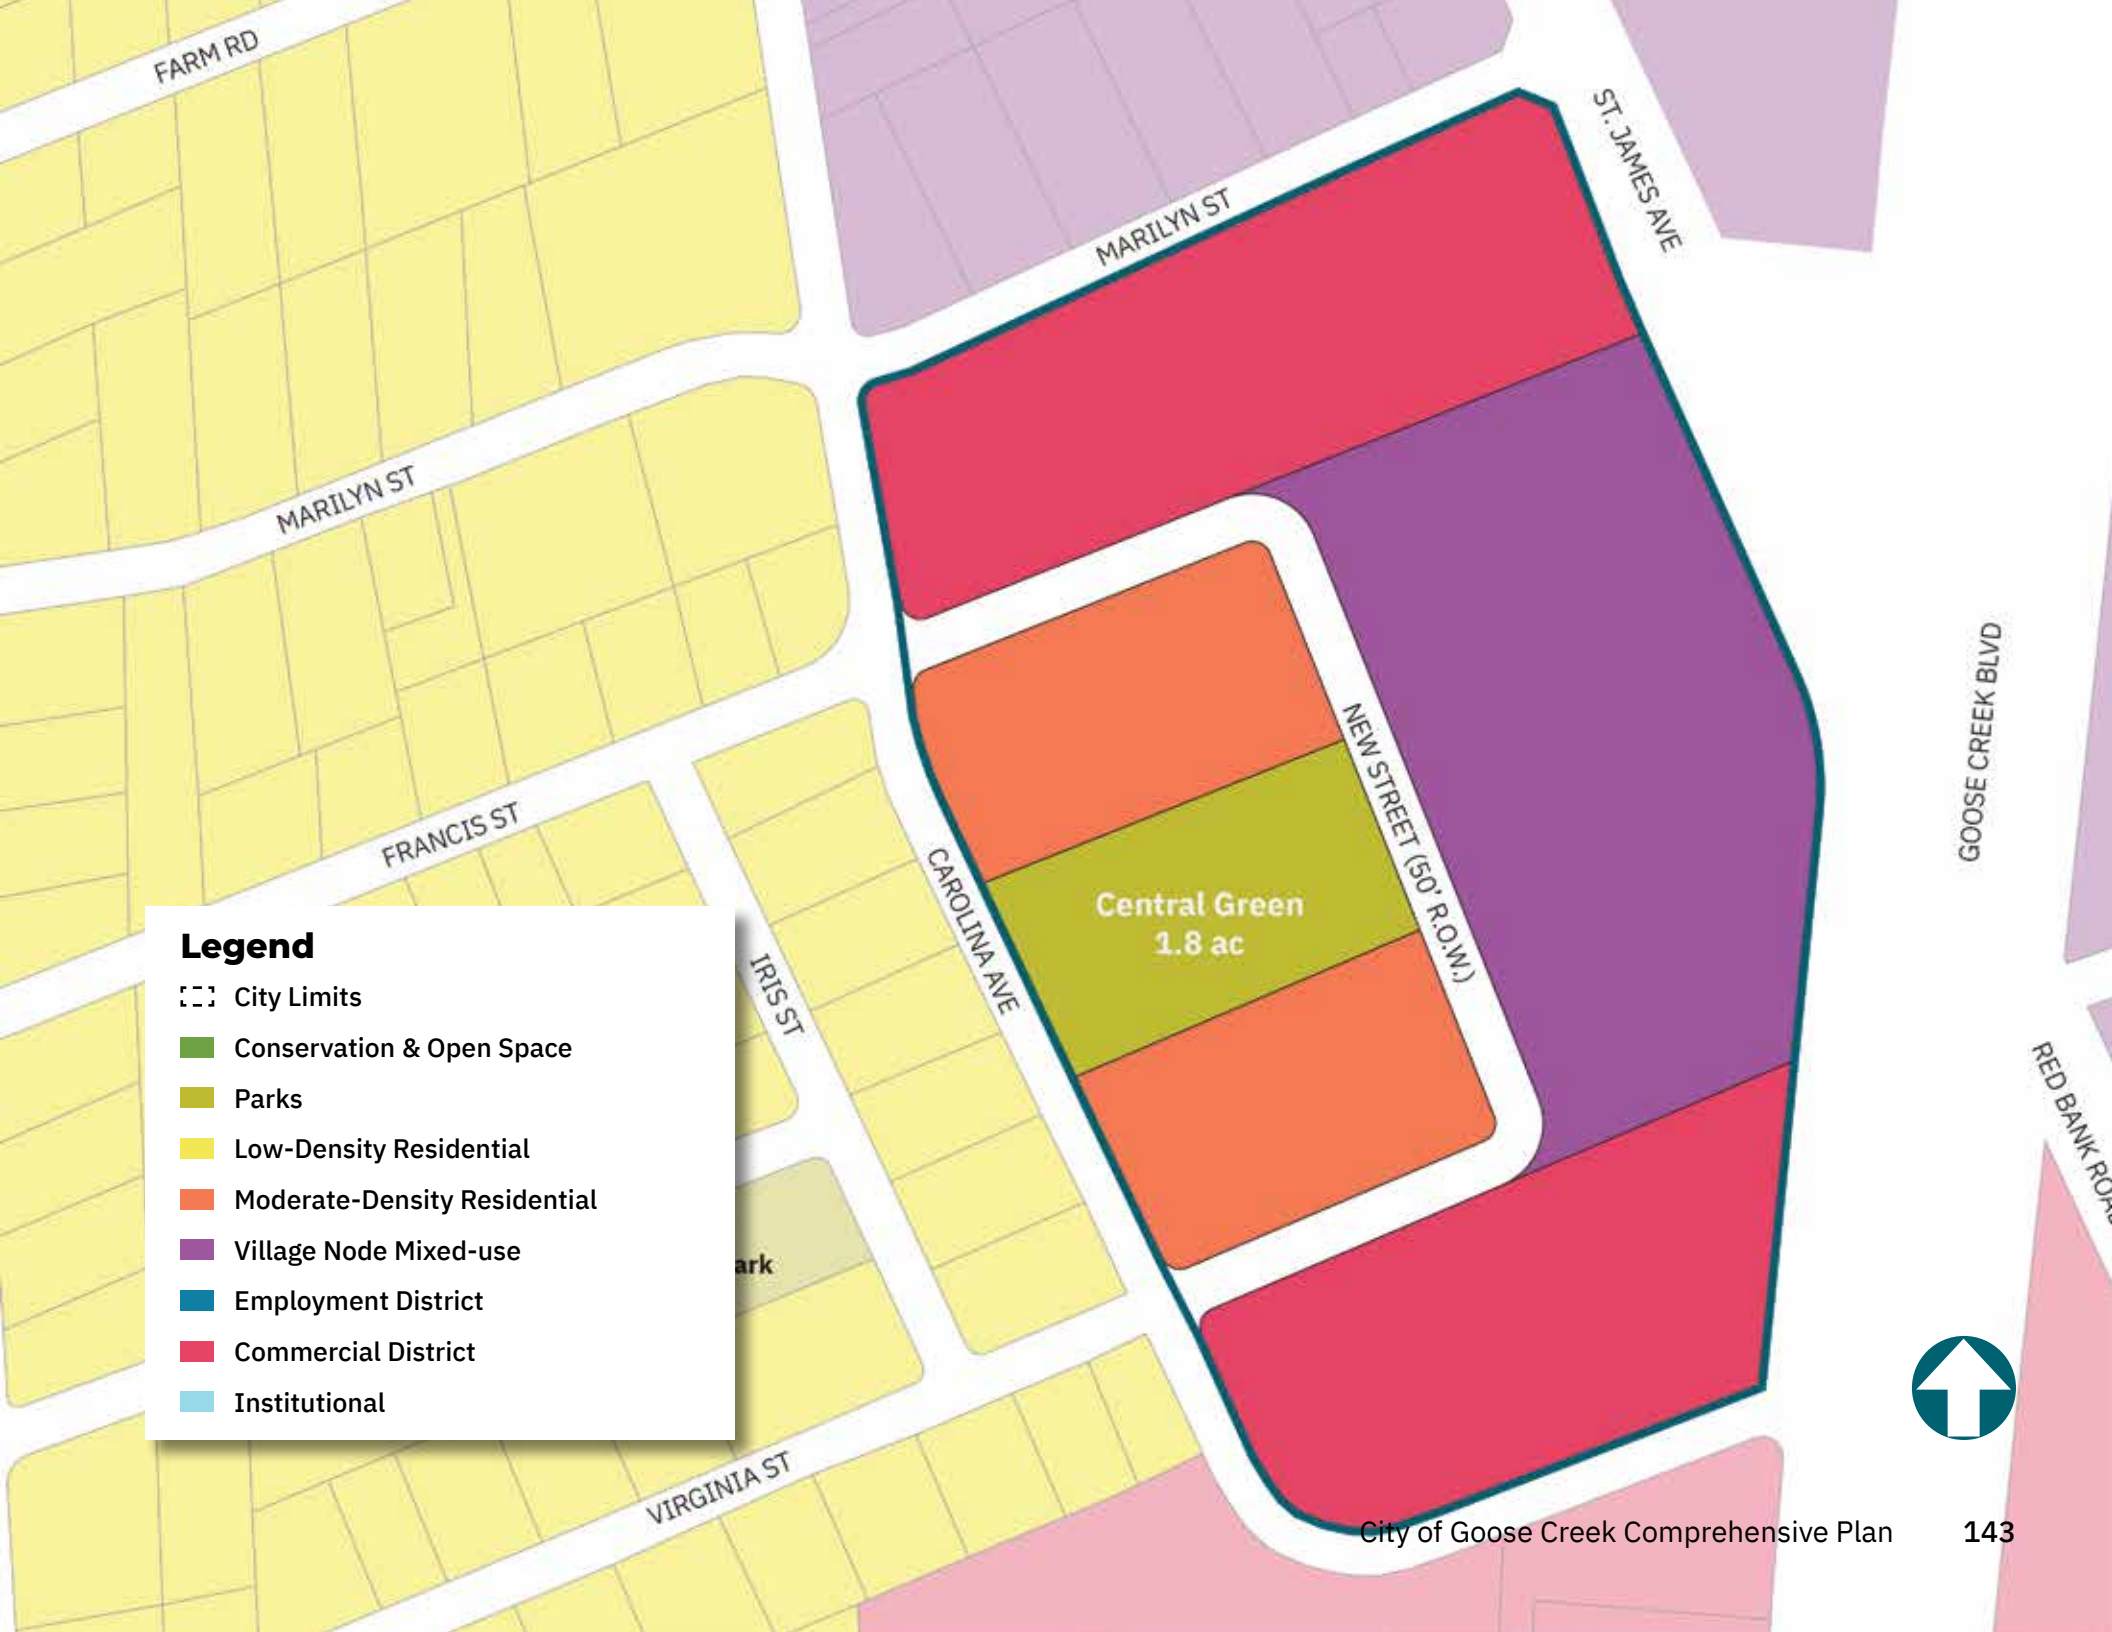 FARM RD
ST. JAMES AVE
MARILYN ST
MARILYN ST
GOOSE CREEK BLVD
NEW STREET (50' R.O.W.)
FRANCIS ST
CAROLINA AVE
Central Green
1.8 ac
IRIS ST
RED BANK ROAD
Legend
City Limits
Conservation & Open Space
Parks
Low-Density Residential
Moderate-Density Residential
Village Node Mixed-use
Employment District
Commercial District
Institutional
ark
VIRGINIA ST
City of Goose Creek Comprehensive Plan 143